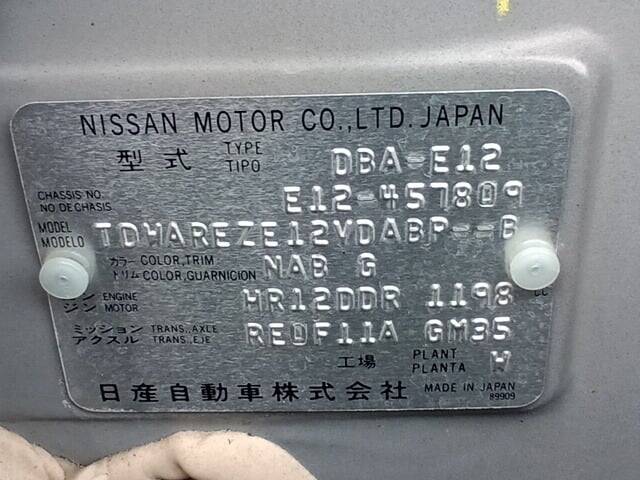 NISSAN MOTOR CO.,LTD. JAPAN
型式 TYPE TIPO DBA-E12
CHASSIS NO. NO DE CHASIS E12-457809
MODEL MODELO TDWAREZE12VDABP--B
カラー COLOR,TRIM トリム COLOR,GUARNICION NAB G
ジン ENGINE MOTOR HR12DDR 1198 CC
ミッション TRANS.,AXLE アクスル TRANS.,EJE RE0F11A GM35
工場 PLANT PLANTA W
日産自動車株式会社 MADE IN JAPAN
89909